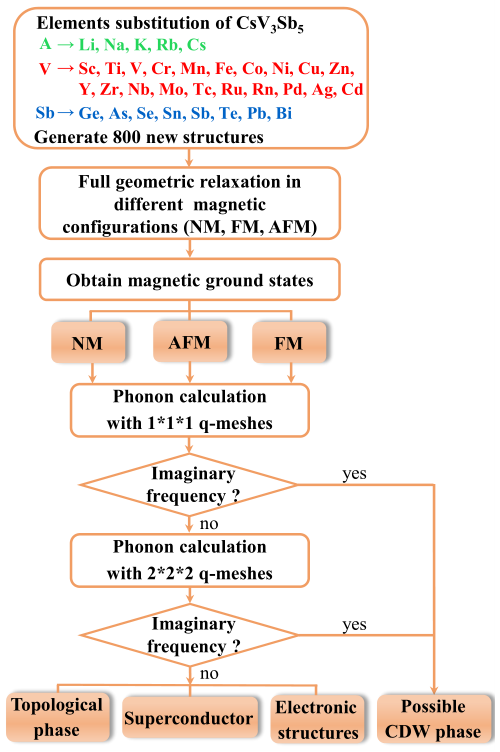 Elements substitution of CsV₃Sb₅
A → Li, Na, K, Rb, Cs
V → Sc, Ti, V, Cr, Mn, Fe, Co, Ni, Cu, Zn,
Y, Zr, Nb, Mo, Tc, Ru, Rn, Pd, Ag, Cd
Sb → Ge, As, Se, Sn, Sb, Te, Pb, Bi
Generate 800 new structures
Full geometric relaxation in
different magnetic
configurations (NM, FM, AFM)
Obtain magnetic ground states
NM
AFM
FM
Phonon calculation
with 1*1*1 q-meshes
Imaginary
frequency ?
yes
no
Phonon calculation
with 2*2*2 q-meshes
Imaginary
frequency ?
yes
no
Topological
phase
Superconductor
Electronic
structures
Possible
CDW phase